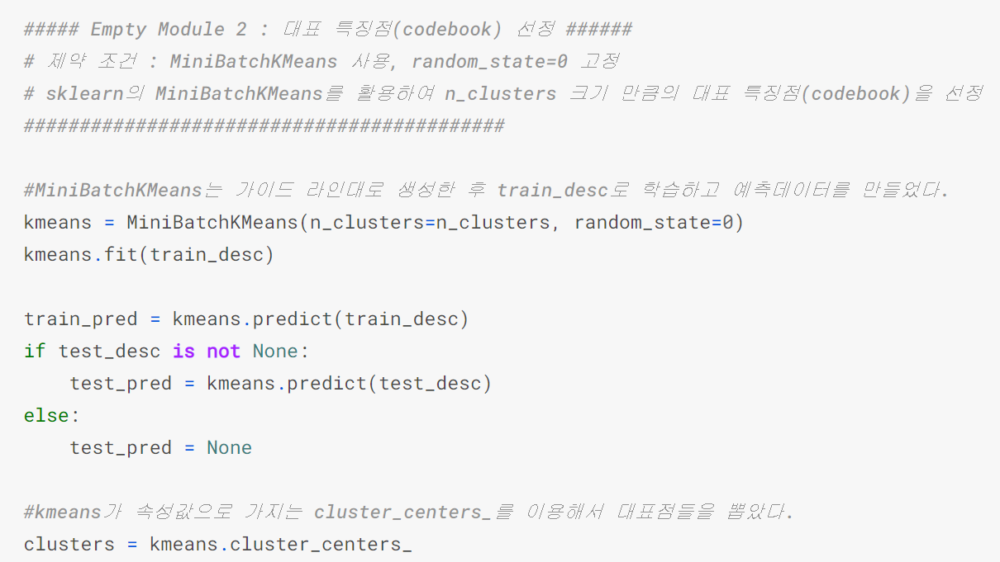 ##### Empty Module 2 : 대표 특징점(codebook) 선정 ######
# 제약 조건 : MiniBatchKMeans 사용, random_state=0 고정
# sklearn의 MiniBatchKMeans를 활용하여 n_clusters 크기 만큼의 대표 특징점(codebook)을 선정
###########################################
#MiniBatchKMeans는 가이드 라인대로 생성한 후 train_desc로 학습하고 예측데이터를 만들었다.
kmeans = MiniBatchKMeans(n_clusters=n_clusters, random_state=0)
kmeans.fit(train_desc)
train_pred = kmeans.predict(train_desc)
if test_desc is not None:
    test_pred = kmeans.predict(test_desc)
else:
    test_pred = None
#kmeans가 속성값으로 가지는 cluster_centers_를 이용해서 대표점들을 뽑았다.
clusters = kmeans.cluster_centers_